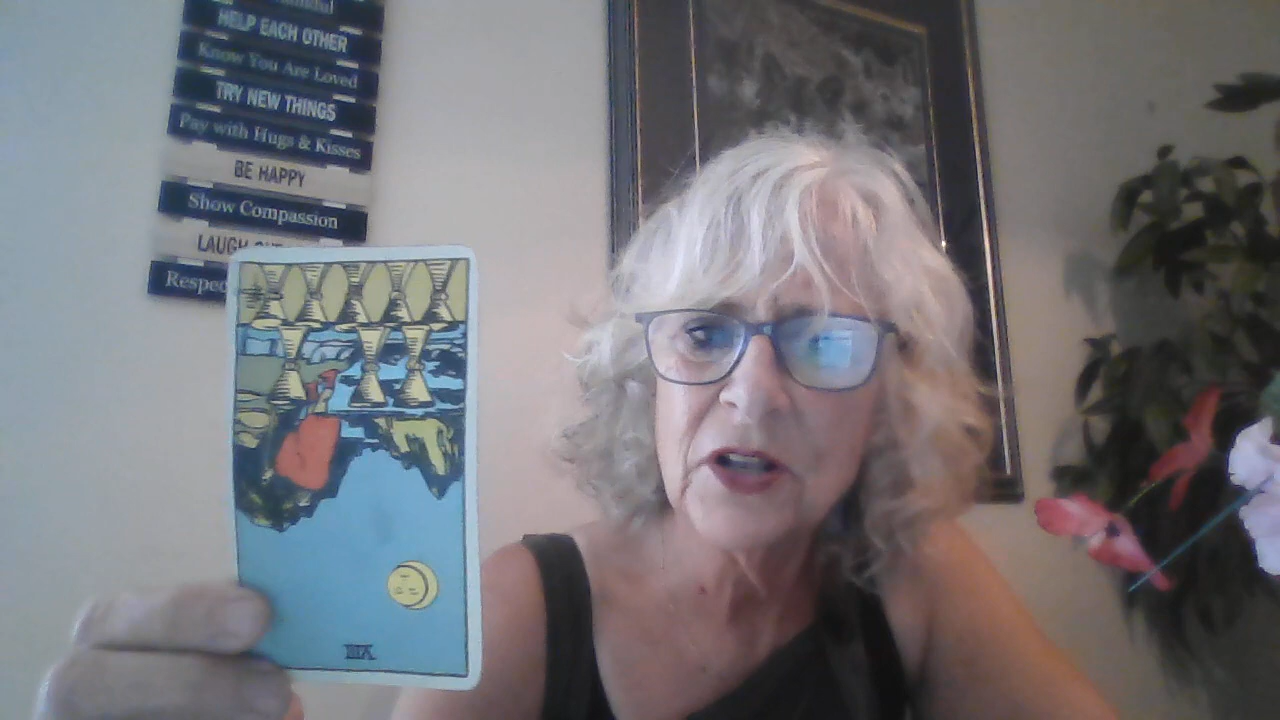 HELP EACH OTHER
Know You Are Loved
TRY NEW THINGS
Pay with Hugs & Kisses
BE HAPPY
Show Compassion
LAUGH
VIII